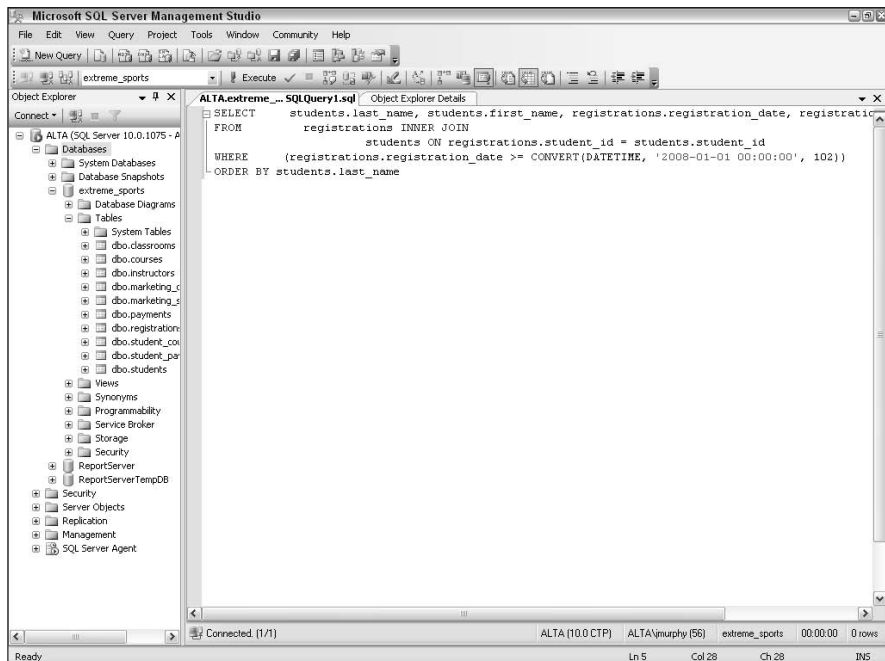 Microsoft SQL Server Management Studio
File Edit View Query Project Tools Window Community Help
New Query
extreme_sports Execute
Object Explorer
ALTA.extreme_... SQLQuery1.sql Object Explorer Details
Connect
ALTA (SQL Server 10.0.1075 - A
Databases
System Databases
Database Snapshots
extreme_sports
Database Diagrams
Tables
System Tables
dbo.classrooms
dbo.courses
dbo.instructors
dbo.marketing_c
dbo.marketing_s
dbo.payments
dbo.registration
dbo.student_cou
dbo.student_pa
dbo.students
Views
Synonyms
Programmability
Service Broker
Storage
Security
ReportServer
ReportServerTempDB
Security
Server Objects
Replication
Management
SQL Server Agent
SELECT students.last_name, students.first_name, registrations.registration_date, registratio
FROM registrations INNER JOIN
students ON registrations.student_id = students.student_id
WHERE (registrations.registration_date >= CONVERT(DATETIME, '2008-01-01 00:00:00', 102))
ORDER BY students.last_name
Connected. (1/1) ALTA (10.0 CTP) ALTA\jmurphy (56) extreme_sports 00:00:00 0 rows
Ready Ln 5 Col 28 Ch 28 INS